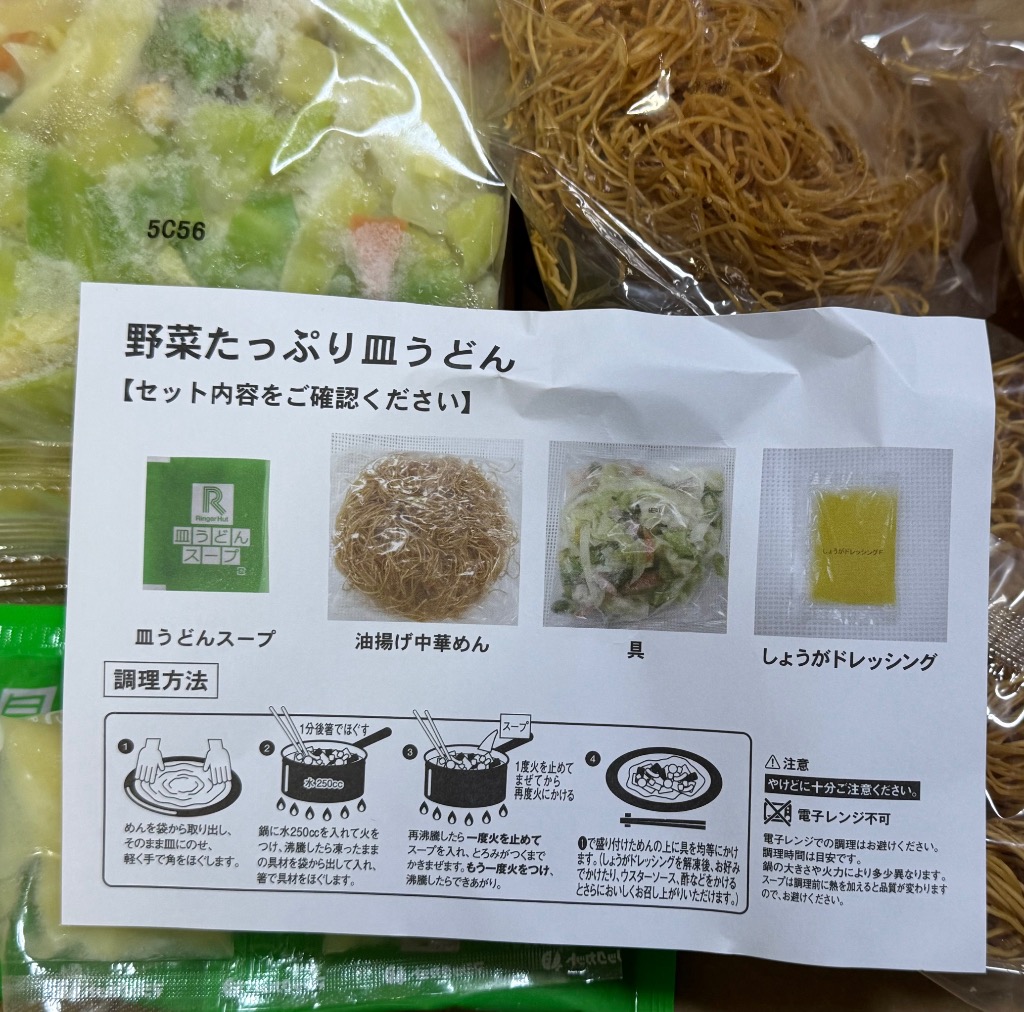 5C56
野菜たっぷり皿うどん
【セット内容をご確認ください】
R
RingerHut
皿うどん
スープ
しょうがドレッシングF
皿うどんスープ
油揚げ中華めん
具
しょうがドレッシング
調理方法
1
めんを袋から取り出し、
そのまま皿にのせ、
軽く手で角をほぐします。
2
1分後箸でほぐす
水 250cc
鍋に水250ccを入れて火を
つけ、沸騰したら凍ったまま
の具材を袋から出して入れ、
箸で具材をほぐします。
3
スープ
1度火を止めて
まぜてから
再度火にかける
再沸騰したら一度火を止めて
スープを入れ、とろみがつくまで
かきまぜます。もう一度火をつけ、
沸騰したらできあがり。
4
❶で盛り付けためんの上に具を均等にかけ
ます。(しょうがドレッシングを解凍後、お好み
でかけたり、ウスターソース、酢などをかける
とさらにおいしくお召し上がりいただけます。)
⚠注意
やけどに十分ご注意ください。
電子レンジ不可
電子レンジでの調理はお避けください。
調理時間は目安です。
鍋の大きさや火力により多少異なります。
スープは調理前に熱を加えると品質が変わります
ので、お避けください。